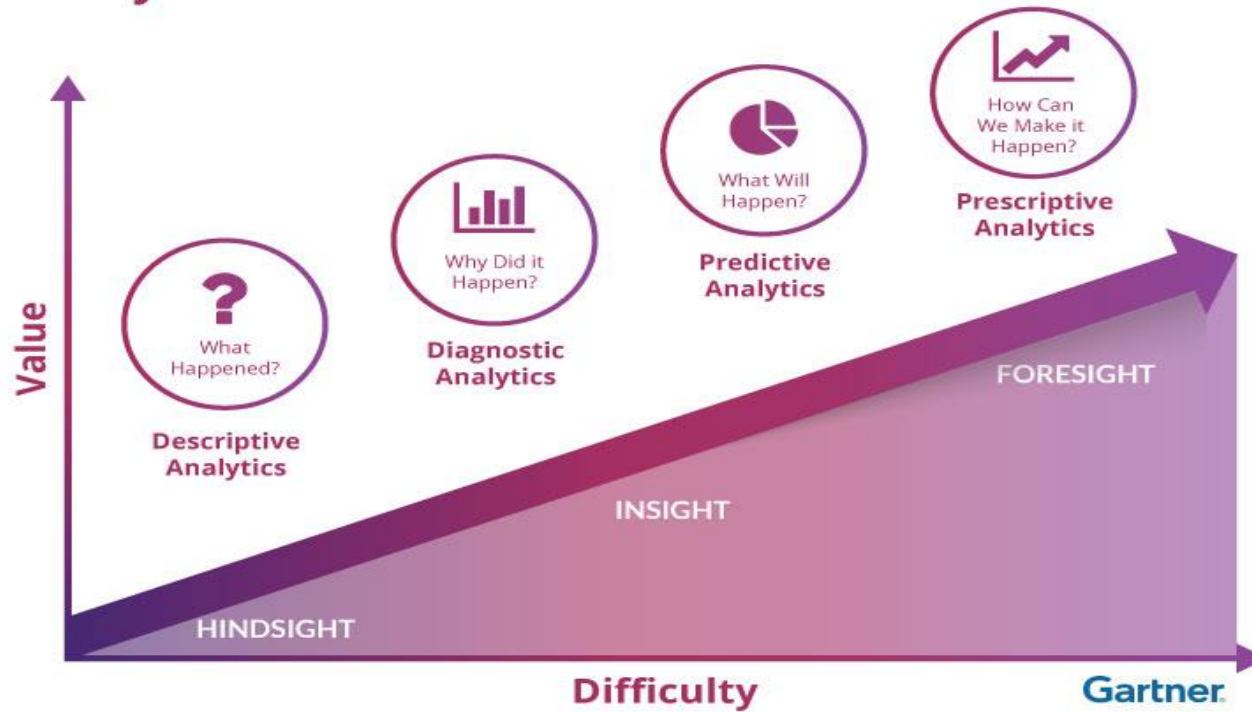 How Can
We Make it
Happen?
Prescriptive
Analytics
What Will
Happen?
Predictive
Analytics
Why Did it
Happen?
Diagnostic
Analytics
What
Happened?
Descriptive
Analytics
Value
FORESIGHT
INSIGHT
HINDSIGHT
Difficulty
Gartner